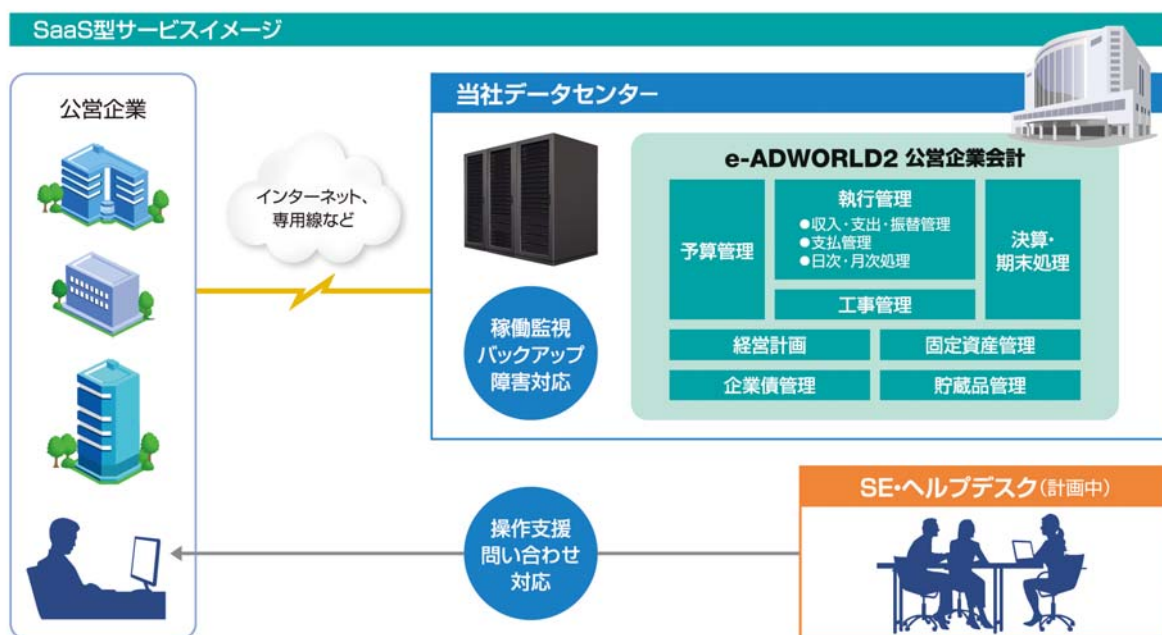 SaaS型サービスイメージ
公営企業
インターネット、
専用線など
当社データセンター
稼働監視
バックアップ
障害対応
e-ADWORLD2 公営企業会計
予算管理
執行管理
●収入・支出・振替管理
●支払管理
●日次・月次処理
工事管理
決算・
期末処理
経営計画
固定資産管理
企業債管理
貯蔵品管理
操作支援
問い合わせ
対応
SE・ヘルプデスク(計画中)